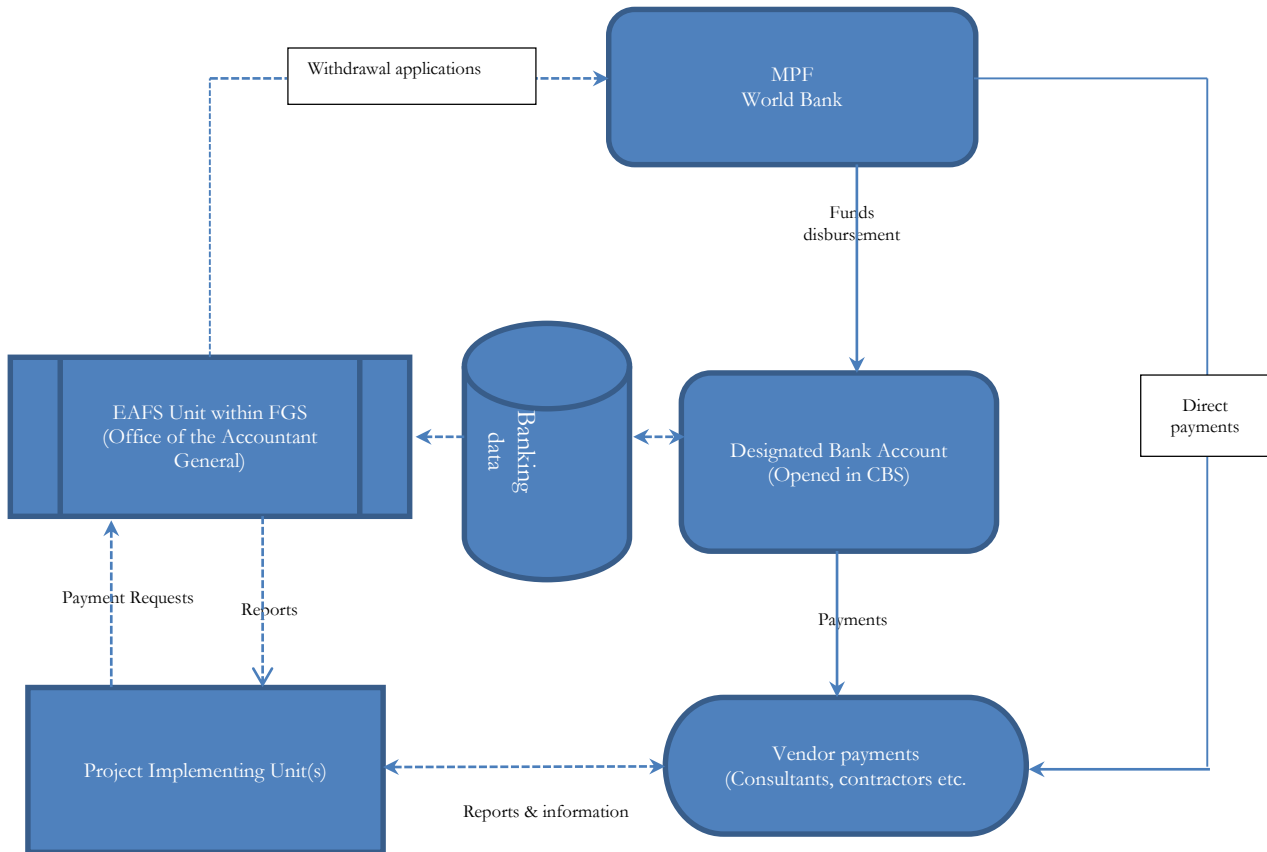 Withdrawal applications
MPF
World Bank
Funds
disbursement
EAFS Unit within FGS
(Office of the Accountant
General)
Banking
data
Designated Bank Account
(Opened in CBS)
Direct
payments
Payment Requests
Reports
Payments
Project Implementing Unit(s)
Vendor payments
(Consultants, contractors etc.
Reports & information